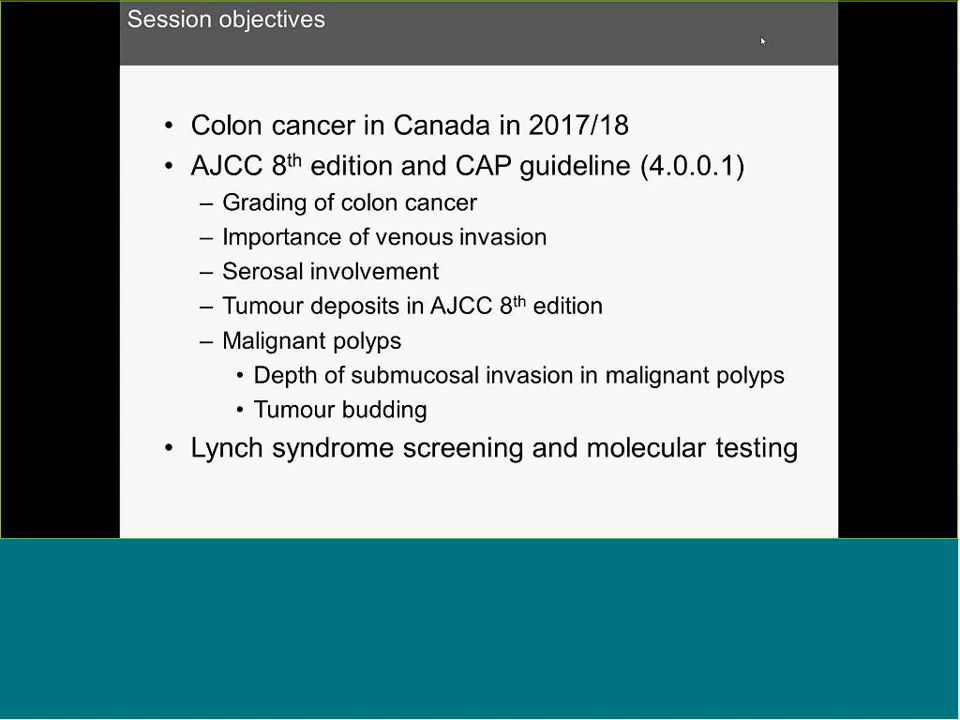 Session objectives
• Colon cancer in Canada in 2017/18
• AJCC 8th edition and CAP guideline (4.0.0.1)
– Grading of colon cancer
– Importance of venous invasion
– Serosal involvement
– Tumour deposits in AJCC 8th edition
– Malignant polyps
• Depth of submucosal invasion in malignant polyps
• Tumour budding
• Lynch syndrome screening and molecular testing